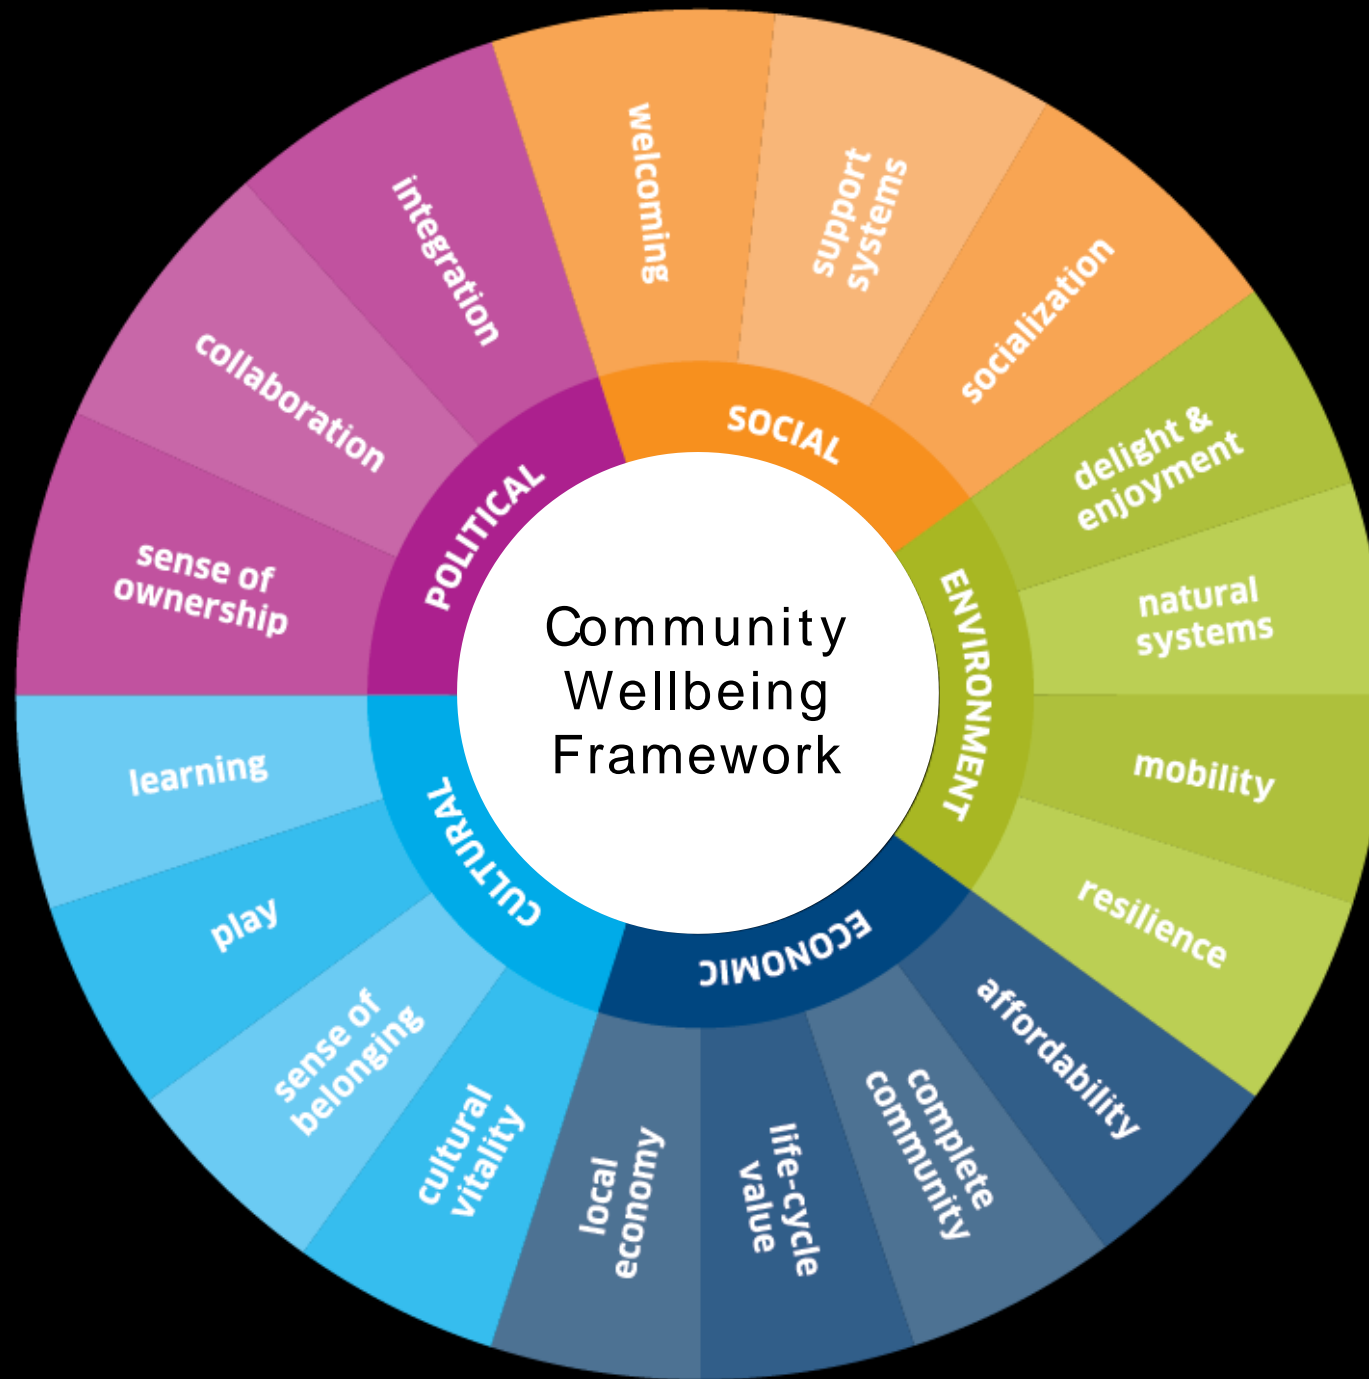 Community
Wellbeing
Framework
SOCIAL
welcoming
support
systems
socialization
ENVIRONMENT
delight &
enjoyment
natural
systems
mobility
resilience
ECONOMIC
affordability
complete
community
life-cycle
value
local
economy
CULTURAL
cultural
vitality
sense of
belonging
play
learning
POLITICAL
sense of
ownership
collaboration
integration